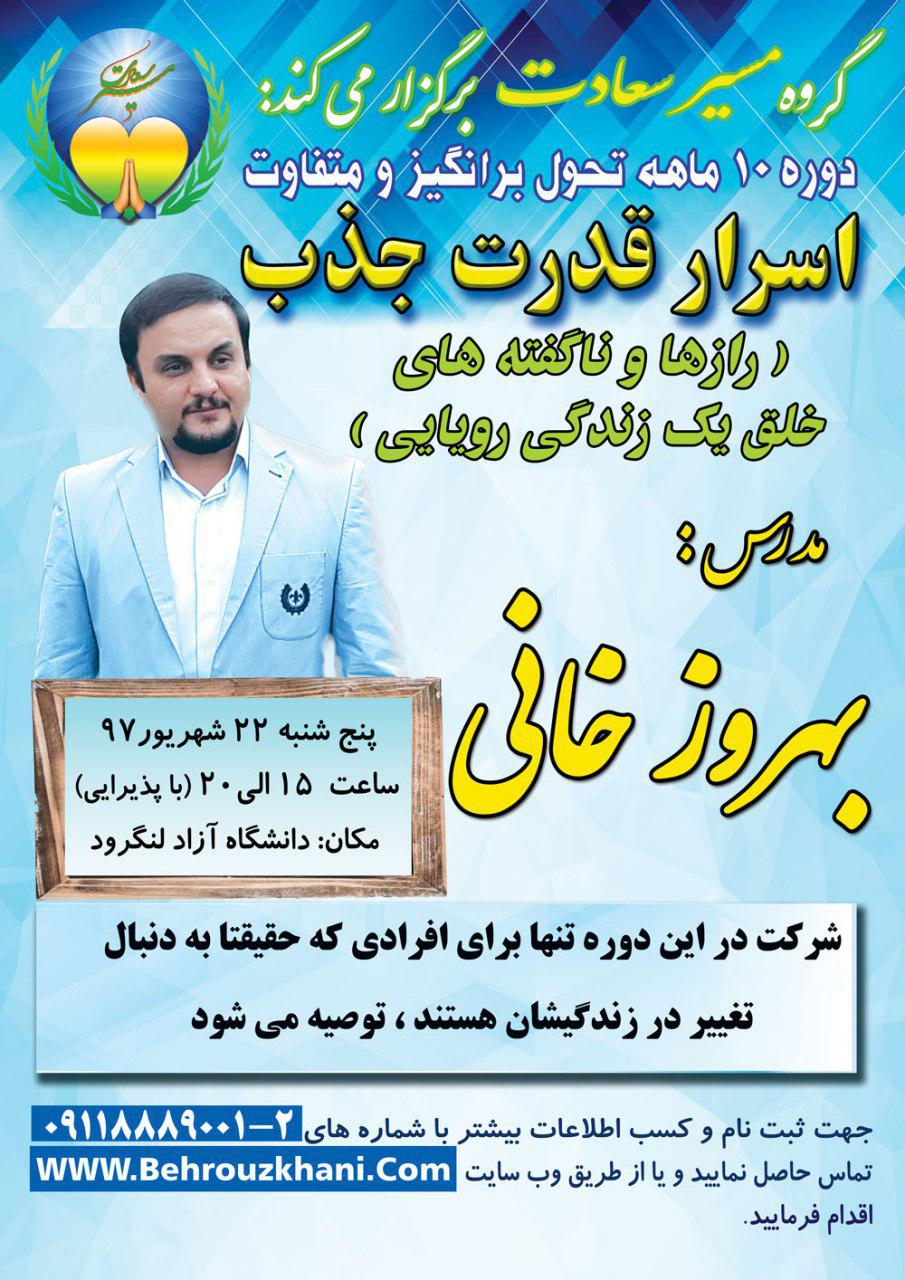 مسیر سعادت
گروه مسیر سعادت برگزار می کند:
دوره ۱۰ ماهه تحول برانگیز و متفاوت
اسرار قدرت جذب
( رازها و ناگفته های
خلق یک زندگی رویایی )
مدرس:
بهروز خانی
پنج شنبه ۲۲ شهریور۹۷
ساعت ۱۵ الی۲۰ (با پذیرایی)
مکان: دانشگاه آزاد لنگرود
شرکت در این دوره تنها برای افرادی که حقیقتا به دنبال
تغییر در زندگیشان هستند ، توصیه می شود
جهت ثبت نام و کسب اطلاعات بیشتر با شماره های ۰۹۱۱۸۸۸۹۰۰۱-۲
تماس حاصل نمایید و یا از طریق وب سایت WWW.Behrouzkhani.Com
اقدام فرمایید.